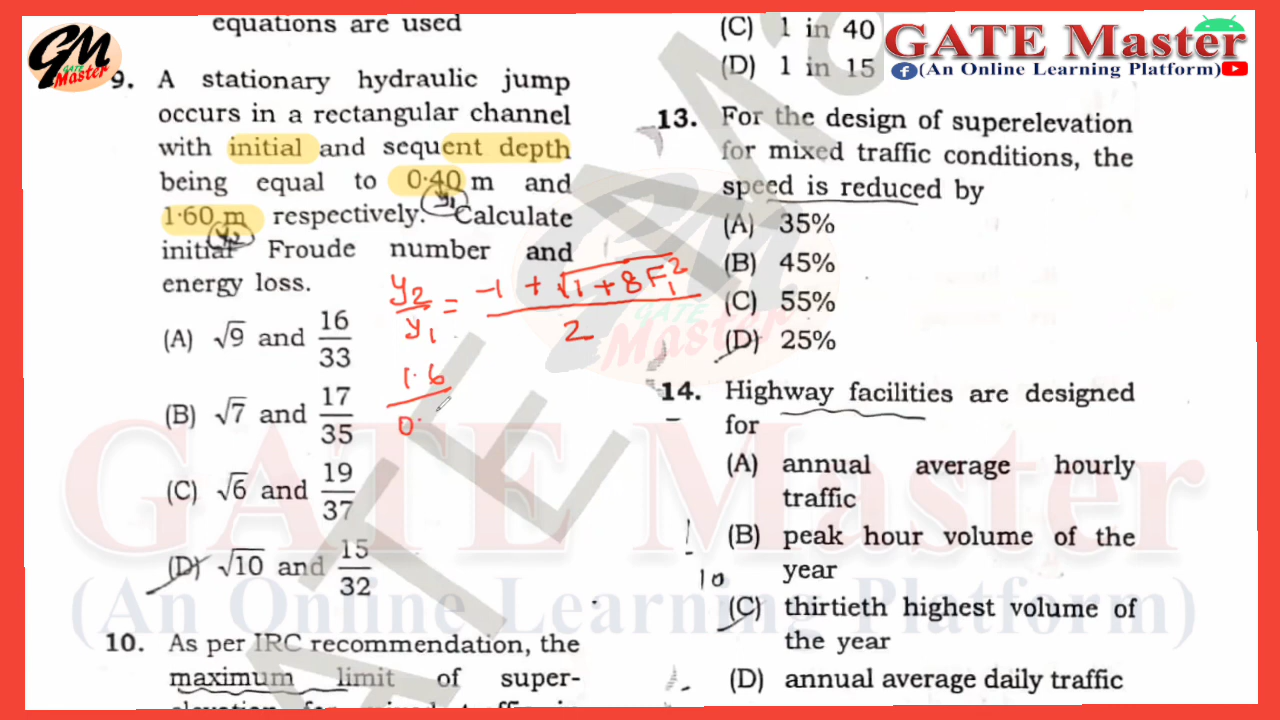 GM
GATE
Master
GATE Master
(An Online Learning Platform)
equations are used
9. A stationary hydraulic jump
occurs in a rectangular channel
with initial and sequent depth
being equal to 0·40 m and
y1
1·60 m respectively. Calculate
y2
initial Froude number and
energy loss.
y2/y1 = -1 + √1+8F1² / 2
1.6
0.
(A) √9 and 16/33
(B) √7 and 17/35
(C) √6 and 19/37
(D) √10 and 15/32
10. As per IRC recommendation, the
maximum limit of super-
(C) 1 in 40
(D) 1 in 15
13. For the design of superelevation
for mixed traffic conditions, the
speed is reduced by
(A) 35%
(B) 45%
(C) 55%
(D) 25%
14. Highway facilities are designed
for
(A) annual average hourly
traffic
(B) peak hour volume of the
year
10
(C) thirtieth highest volume of
the year
(D) annual average daily traffic
GATE Master
(An Online Learning Platform)